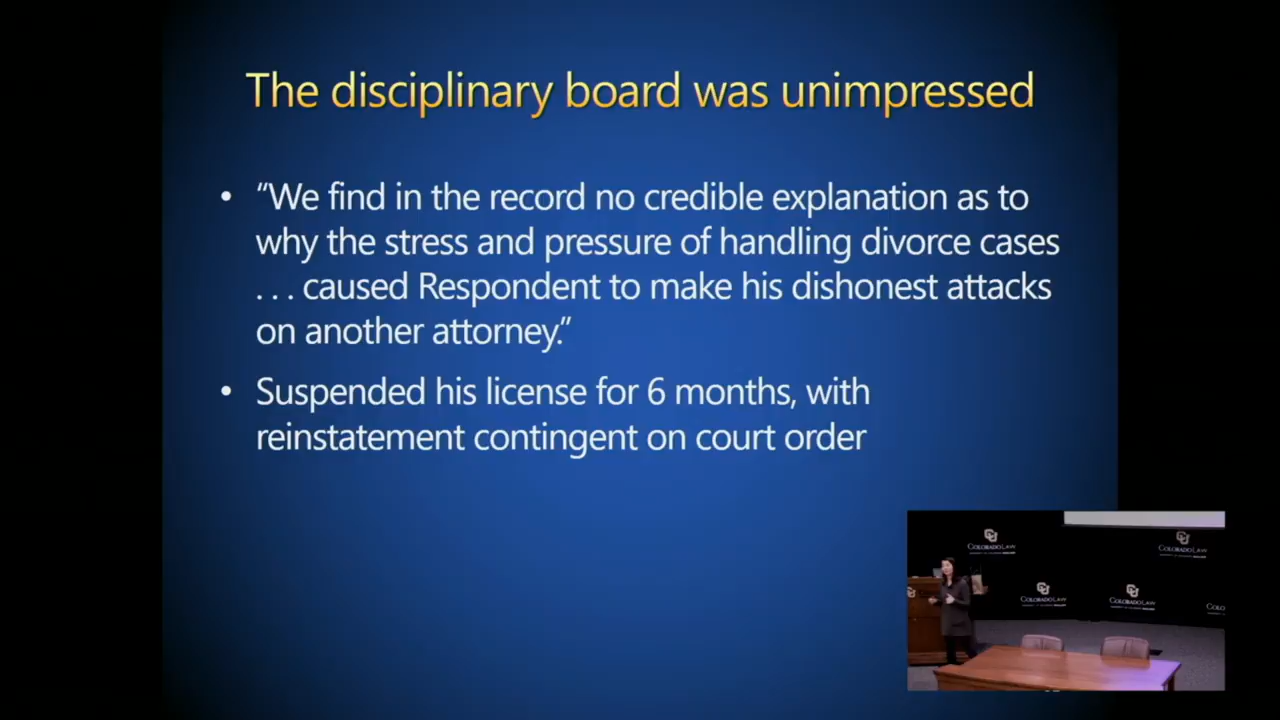 The disciplinary board was unimpressed
• “We find in the record no credible explanation as to
why the stress and pressure of handling divorce cases
. . . caused Respondent to make his dishonest attacks
on another attorney.”
• Suspended his license for 6 months, with
reinstatement contingent on court order
COLORADO LAW
COLORADO LAW
COLORADO LAW
COLORADO LAW